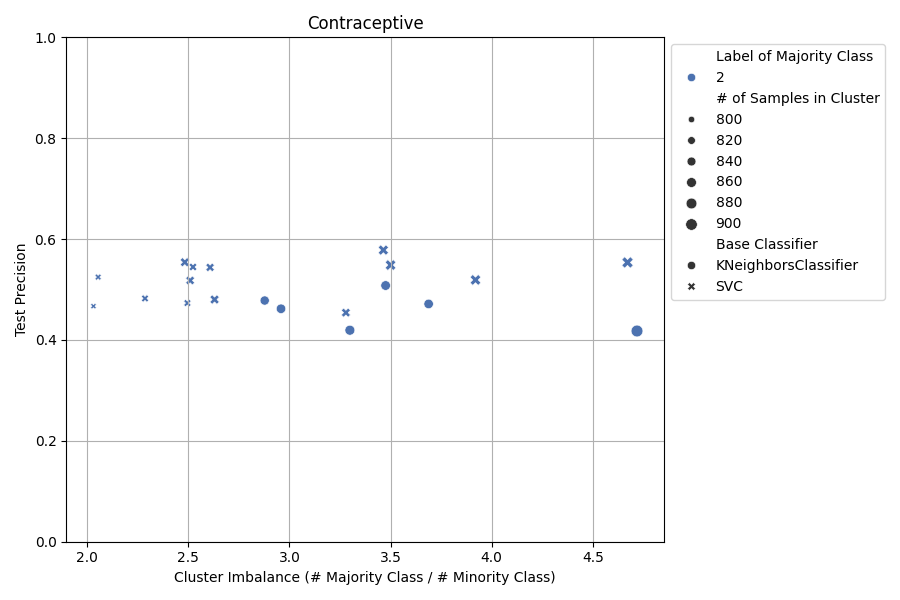 Contraceptive
1.0
0.8
0.6
0.4
0.2
0.0
Test Precision
2.0 2.5 3.0 3.5 4.0 4.5
Cluster Imbalance (# Majority Class / # Minority Class)
Label of Majority Class
2
# of Samples in Cluster
800
820
840
860
880
900
Base Classifier
KNeighborsClassifier
SVC